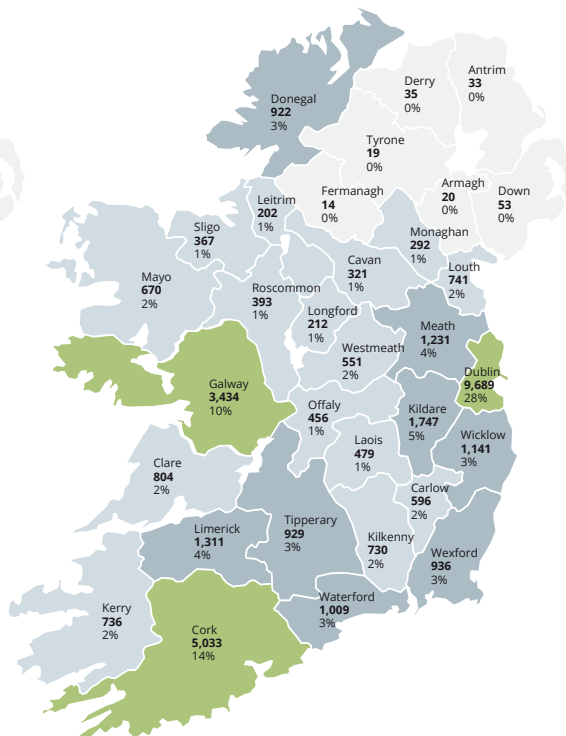 Donegal
922
3%
Derry
35
0%
Antrim
33
0%
Tyrone
19
0%
Fermanagh
14
0%
Armagh
20
0%
Down
53
0%
Leitrim
202
1%
Sligo
367
1%
Monaghan
292
1%
Cavan
321
1%
Louth
741
2%
Mayo
670
2%
Roscommon
393
1%
Longford
212
1%
Meath
1,231
4%
Westmeath
551
2%
Dublin
9,689
28%
Galway
3,434
10%
Offaly
456
1%
Kildare
1,747
5%
Wicklow
1,141
3%
Laois
479
1%
Clare
804
2%
Carlow
596
2%
Limerick
1,311
4%
Tipperary
929
3%
Kilkenny
730
2%
Wexford
936
3%
Waterford
1,009
3%
Kerry
736
2%
Cork
5,033
14%